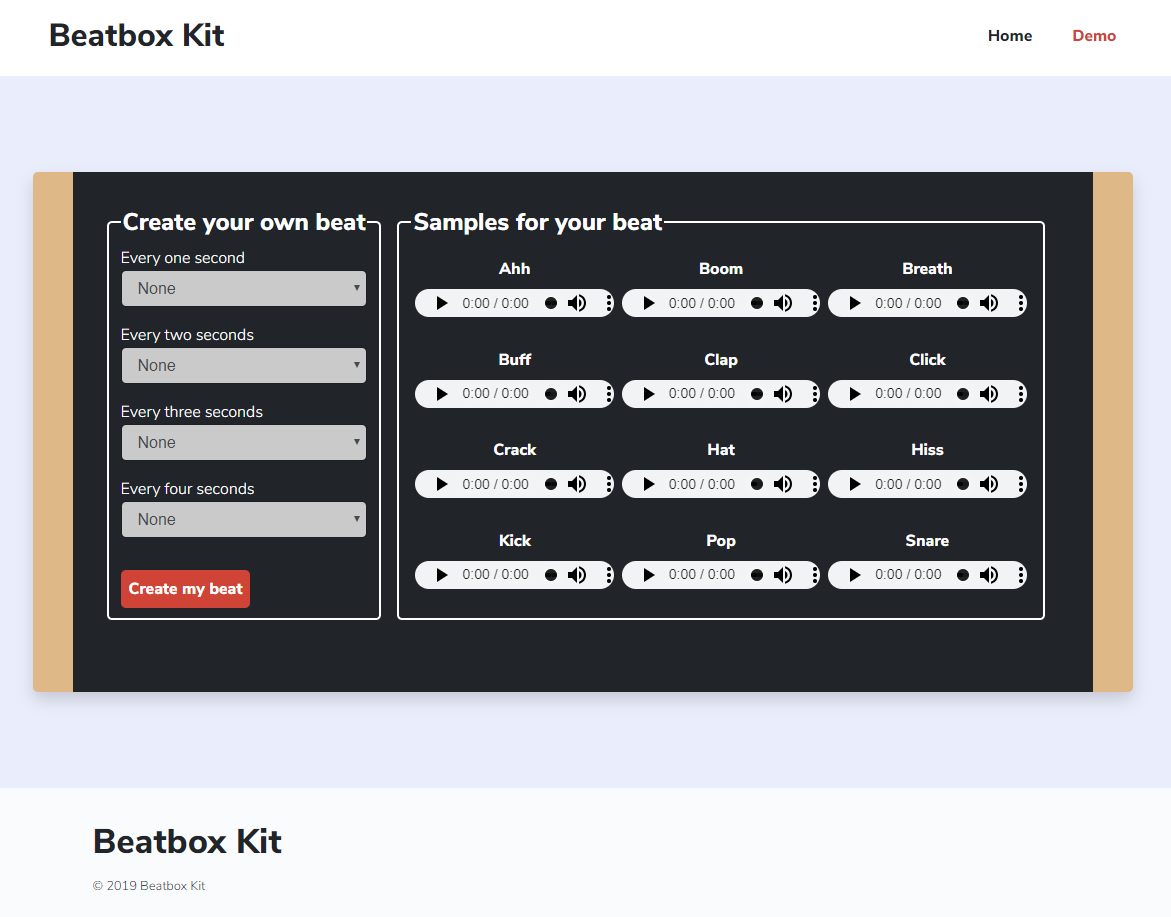 Beatbox Kit
Home Demo
Create your own beat
Every one second
None
Every two seconds
None
Every three seconds
None
Every four seconds
None
Create my beat
Samples for your beat
Ahh Boom Breath
0:00 / 0:00 0:00 / 0:00 0:00 / 0:00
Buff Clap Click
0:00 / 0:00 0:00 / 0:00 0:00 / 0:00
Crack Hat Hiss
0:00 / 0:00 0:00 / 0:00 0:00 / 0:00
Kick Pop Snare
0:00 / 0:00 0:00 / 0:00 0:00 / 0:00
Beatbox Kit
© 2019 Beatbox Kit